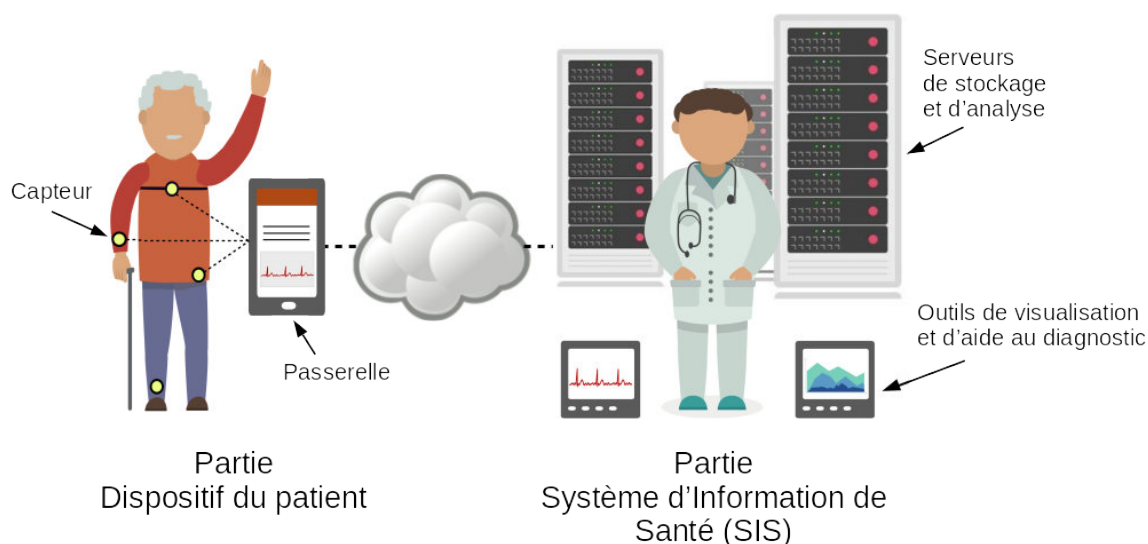 Serveurs
de stockage
et d'analyse
Capteur
Passerelle
Outils de visualisation
et d'aide au diagnostic
Partie
Dispositif du patient
Partie
Système d'Information de
Santé (SIS)